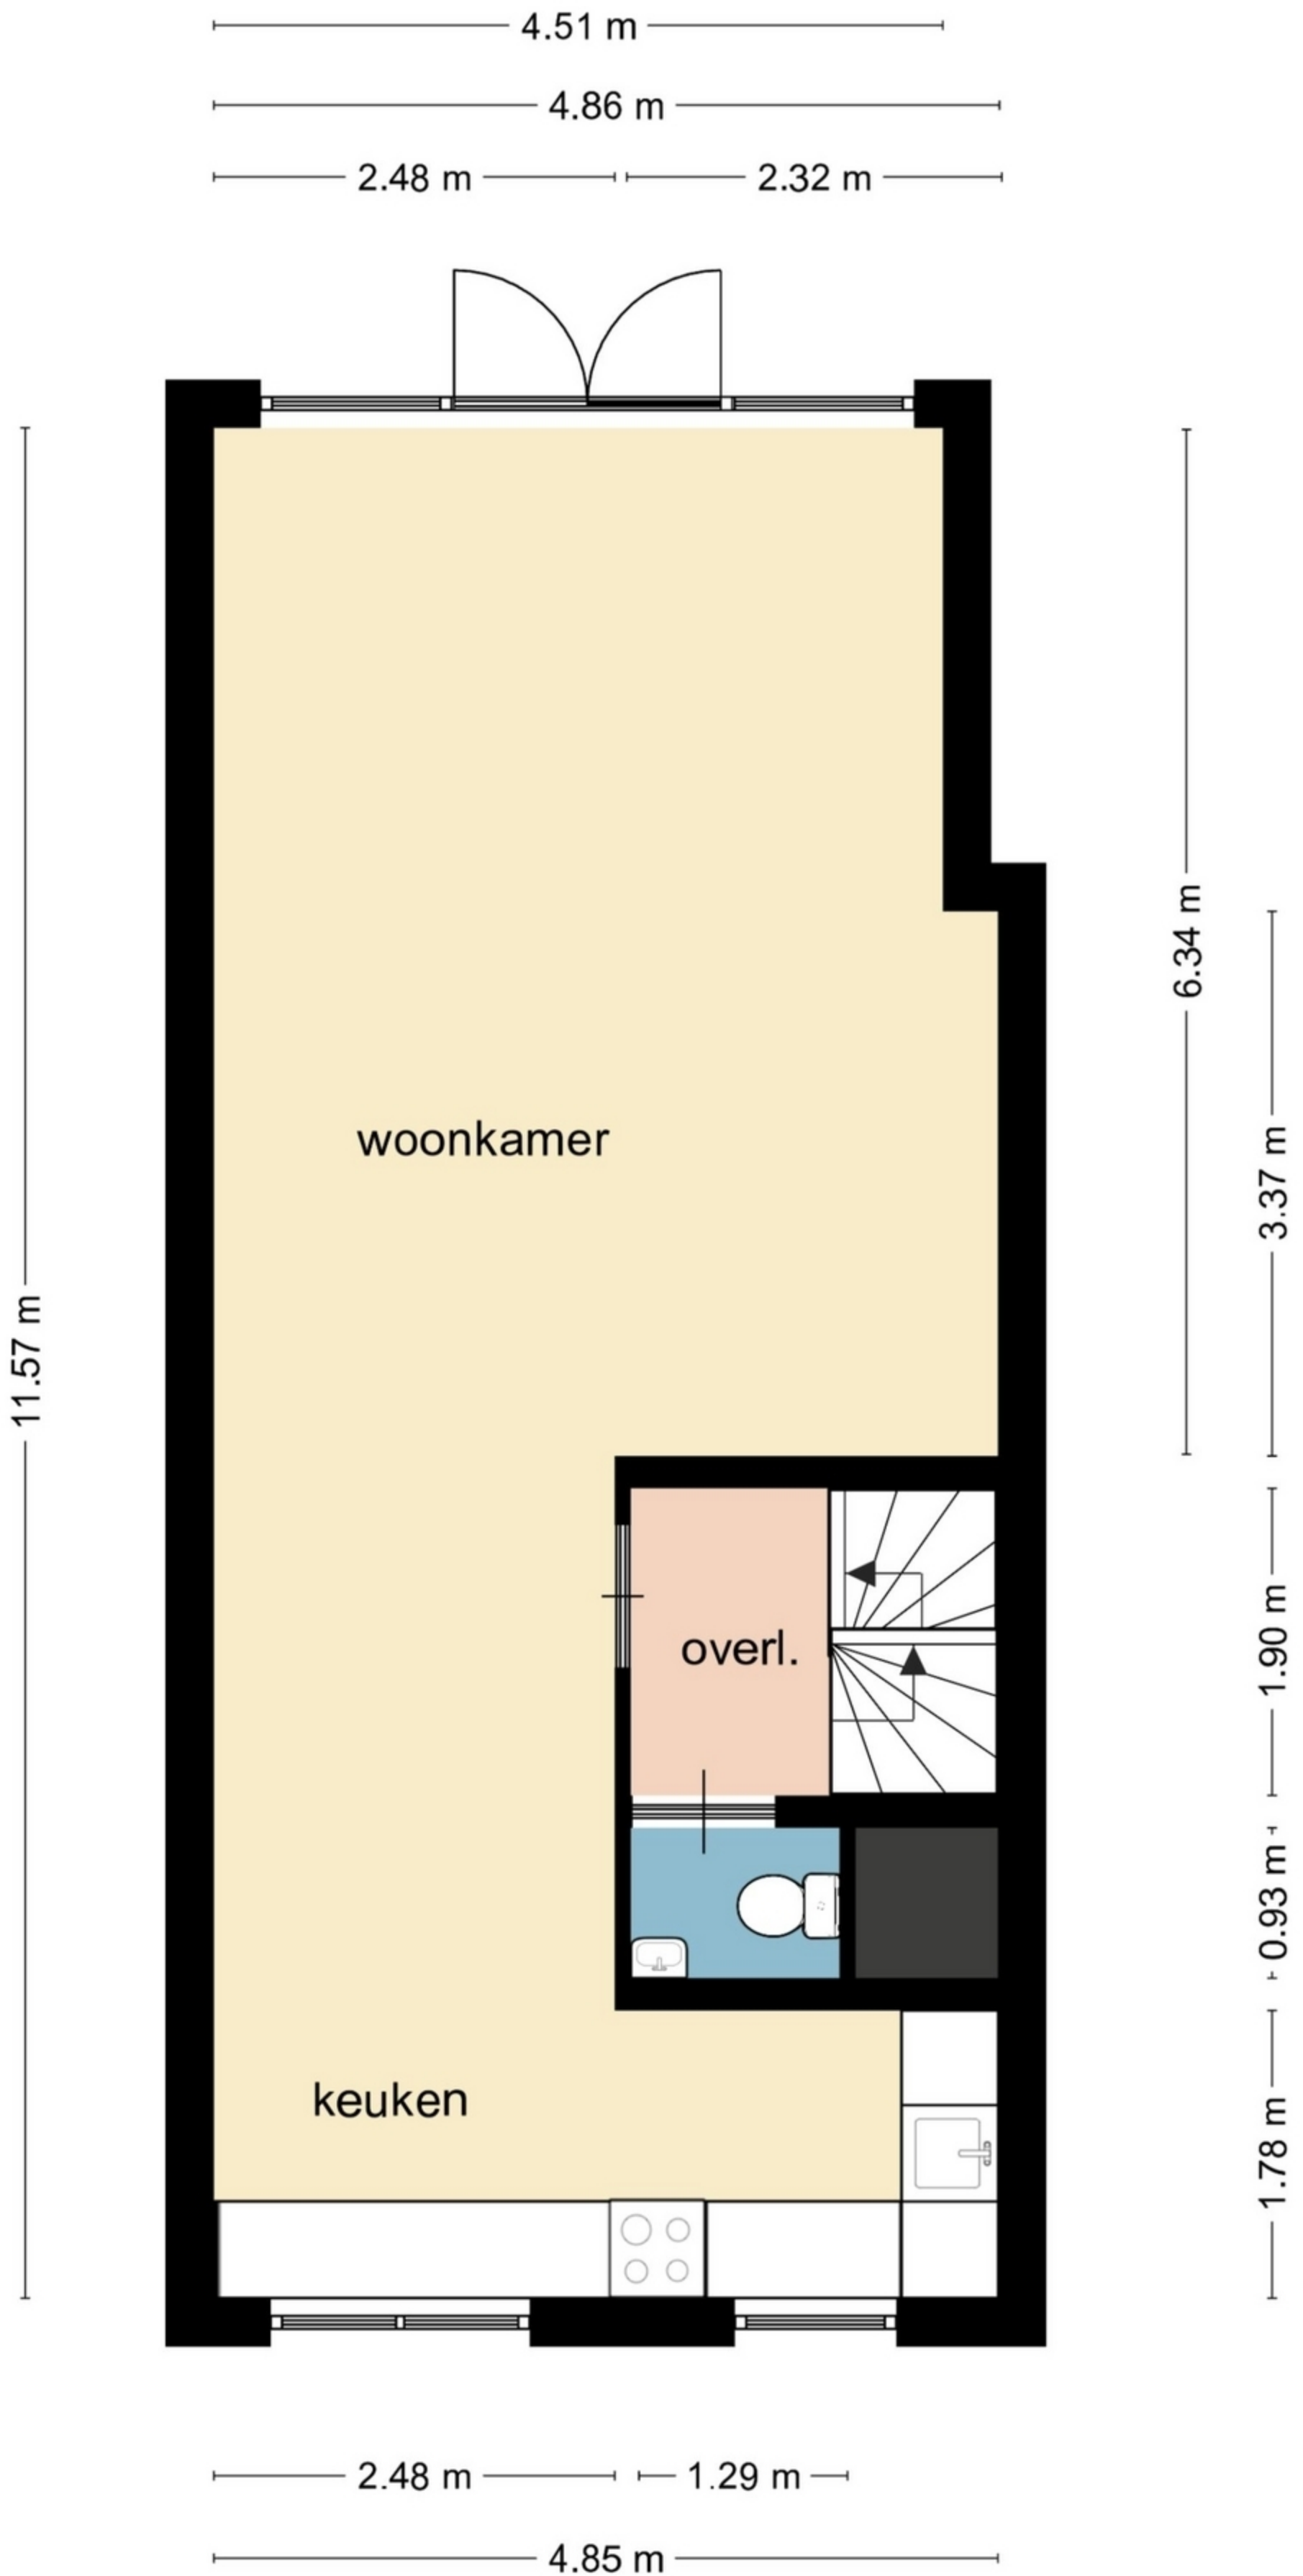 4.51 m
4.86 m
2.48 m
2.32 m
6.34 m
3.37 m
woonkamer
11.57 m
1.90 m
overl.
0.93 m
keuken
1.78 m
2.48 m
1.29 m
4.85 m